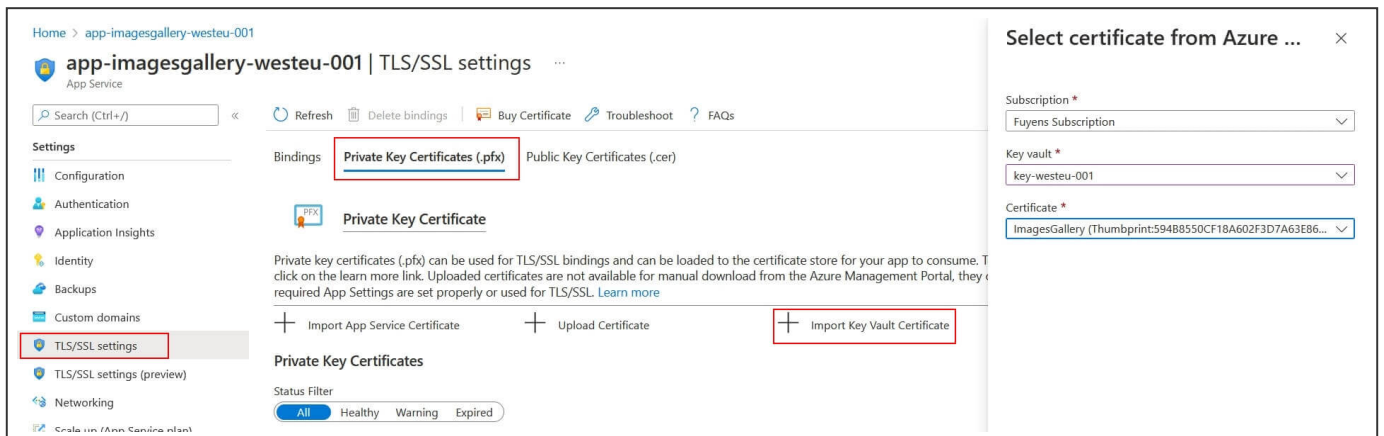 Home > app-imagesgallery-westeu-001
app-imagesgallery-westeu-001 | TLS/SSL settings ...
App Service
Search (Ctrl+/)
«
Refresh Delete bindings Buy Certificate Troubleshoot ? FAQs
Settings
Configuration
Authentication
Application Insights
Identity
Backups
Custom domains
TLS/SSL settings
TLS/SSL settings (preview)
Networking
Scale up (App Service plan)
Bindings Private Key Certificates (.pfx) Public Key Certificates (.cer)
PFX
Private Key Certificate
Private key certificates (.pfx) can be used for TLS/SSL bindings and can be loaded to the certificate store for your app to consume. T
click on the learn more link. Uploaded certificates are not available for manual download from the Azure Management Portal, they
required App Settings are set properly or used for TLS/SSL. Learn more
+ Import App Service Certificate + Upload Certificate + Import Key Vault Certificate
Private Key Certificates
Status Filter
All Healthy Warning Expired
Select certificate from Azure ... ×
Subscription *
Fuyens Subscription
Key vault *
key-westeu-001
Certificate *
ImagesGallery (Thumbprint:594B8550CF18A602F3D7A63E86...